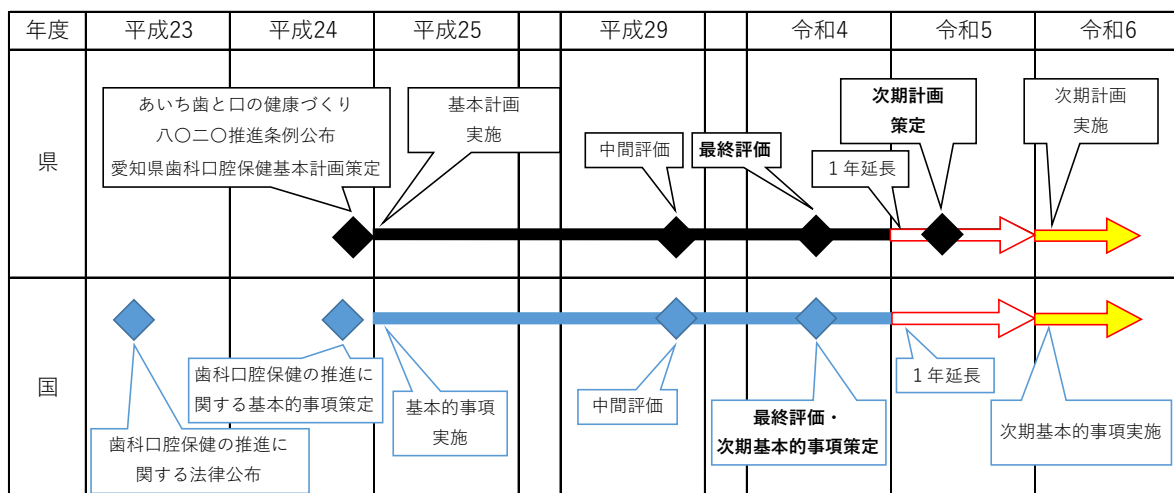 年度
平成23
平成24
平成25
平成29
令和4
令和5
令和6
県
あいち歯と口の健康づくり
八〇二〇推進条例公布
愛知県歯科口腔保健基本計画策定
基本計画
実施
中間評価
最終評価
1年延長
次期計画
策定
次期計画
実施
国
歯科口腔保健の推進に
関する法律公布
歯科口腔保健の推進に
関する基本的事項策定
基本的事項
実施
中間評価
最終評価・
次期基本的事項策定
1年延長
次期基本的事項実施